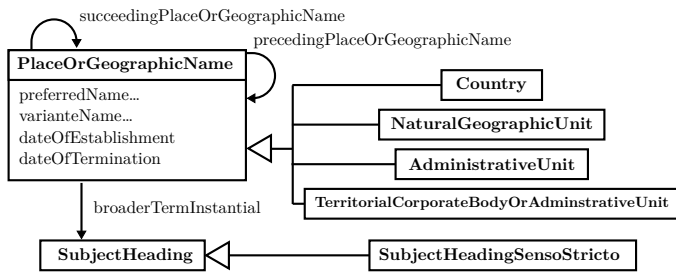 succeedingPlaceOrGeographicName
precedingPlaceOrGeographicName
PlaceOrGeographicName
preferredName...
varianteName...
dateOfEstablishment
dateOfTermination
Country
NaturalGeographicUnit
AdministrativeUnit
TerritorialCorporateBodyOrAdminstrativeUnit
broaderTermInstantial
SubjectHeading
SubjectHeadingSensoStricto